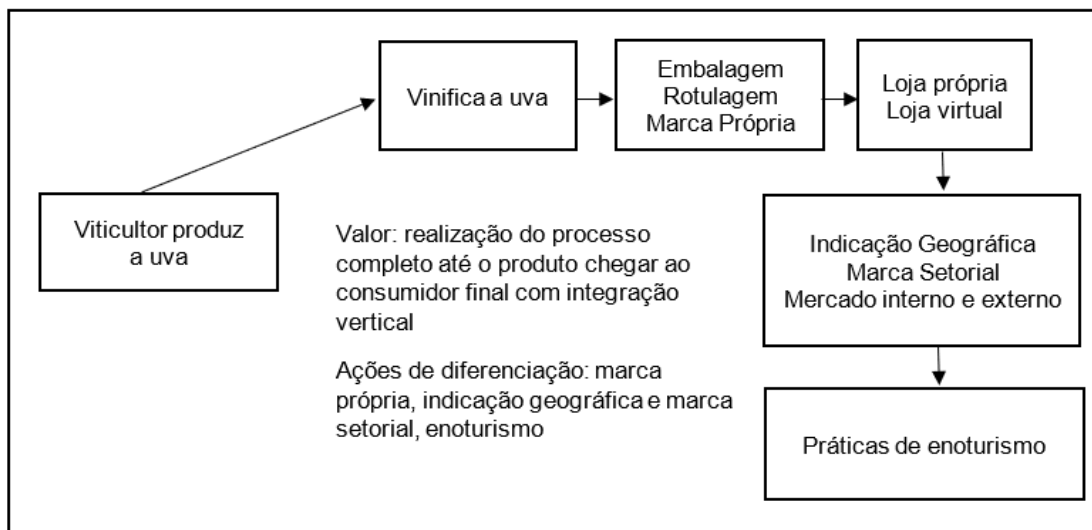 Viticultor produz
a uva
Vinifica a uva
Embalagem
Rotulagem
Marca Própria
Loja própria
Loja virtual
Indicação Geográfica
Marca Setorial
Mercado interno e externo
Práticas de enoturismo
Valor: realização do processo
completo até o produto chegar ao
consumidor final com integração
vertical
Ações de diferenciação: marca
própria, indicação geográfica e marca
setorial, enoturismo